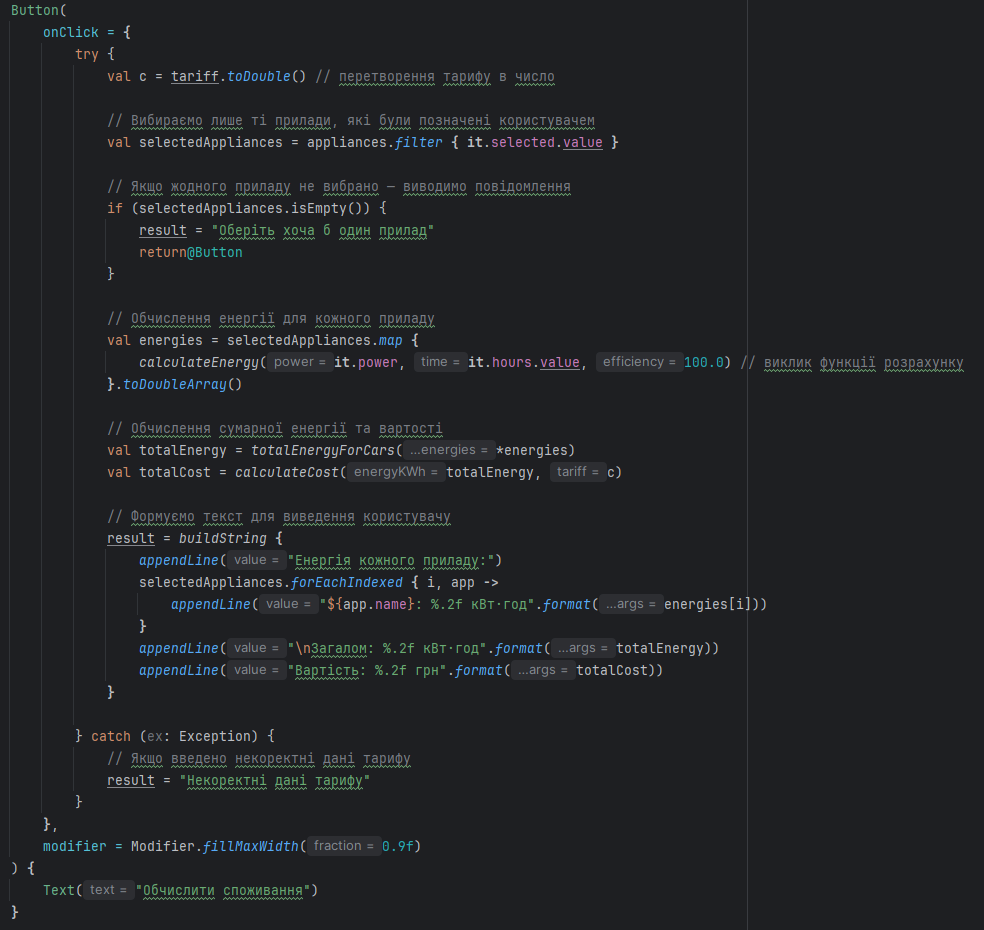 Button(
    onClick = {
        try {
            val c = tariff.toDouble() // перетворення тарифу в число

            // Вибираємо лише ті прилади, які були позначені користувачем
            val selectedAppliances = appliances.filter { it.selected.value }

            // Якщо жодного приладу не вибрано — виводимо повідомлення
            if (selectedAppliances.isEmpty()) {
                result = "Оберіть хоча б один прилад"
                return@Button
            }

            // Обчислення енергії для кожного приладу
            val energies = selectedAppliances.map {
                calculateEnergy( power = it.power, time = it.hours.value, efficiency = 100.0) // виклик функції розрахунку
            }.toDoubleArray()

            // Обчислення сумарної енергії та вартості
            val totalEnergy = totalEnergyForCars( ...energies = *energies)
            val totalCost = calculateCost( energyKWh = totalEnergy, tariff = c)

            // Формуємо текст для виведення користувачу
            result = buildString {
                appendLine( value = "Енергія кожного приладу:")
                selectedAppliances.forEachIndexed { i, app ->
                    appendLine( value = "${app.name}: %.2f кВт·год".format( ...args = energies[i]))
                }
                appendLine( value = "\nЗагалом: %.2f кВт·год".format( ...args = totalEnergy))
                appendLine( value = "Вартість: %.2f грн".format( ...args = totalCost))
            }

        } catch (ex: Exception) {
            // Якщо введено некоректні дані тарифу
            result = "Некоректні дані тарифу"
        }
    },
    modifier = Modifier.fillMaxWidth( fraction = 0.9f)
) {
    Text( text = "Обчислити споживання")
}